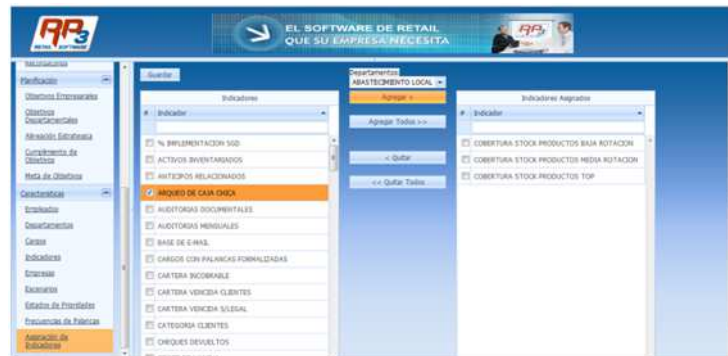 RP3
RETAIL SOFTWARE
EL SOFTWARE DE RETAIL
QUE SU EMPRESA NECESITA
RP3
Planificación
Objetivos Empresariales
Objetivos
Departamentales
Alineación Estratégica
Cumplimiento de
Objetivos
Meta de Objetivos
Características
Empleados
Departamentos
Cargos
Indicadores
Empresas
Escenarios
Estados de Prioridades
Frecuencias de Palancas
Asignación de
Indicadores
Guardar
Indicadores
# Indicador
% IMPLEMENTACION SGD
ACTIVOS INVENTARIADOS
ANTICIPOS RELACIONADOS
ARQUEO DE CAJA CHICA
AUDITORIAS DOCUMENTALES
AUDITORIAS MENSUALES
BASE DE E-MAIL
CARGOS CON PALANCAS FORMALIZADAS
CARTERA INCOBRABLE
CARTERA VENCIDA CLIENTES
CARTERA VENCIDA S/LEGAL
CATEGORIA CLIENTES
CHEQUES DEVUELTOS
Departamentos:
ABASTECIMIENTO LOCAL
Agregar >
Agregar Todos >>
< Quitar
<< Quitar Todos
Indicadores Asignados
# Indicador
COBERTURA STOCK PRODUCTOS BAJA ROTACION
COBERTURA STOCK PRODUCTOS MEDIA ROTACION
COBERTURA STOCK PRODUCTOS TOP